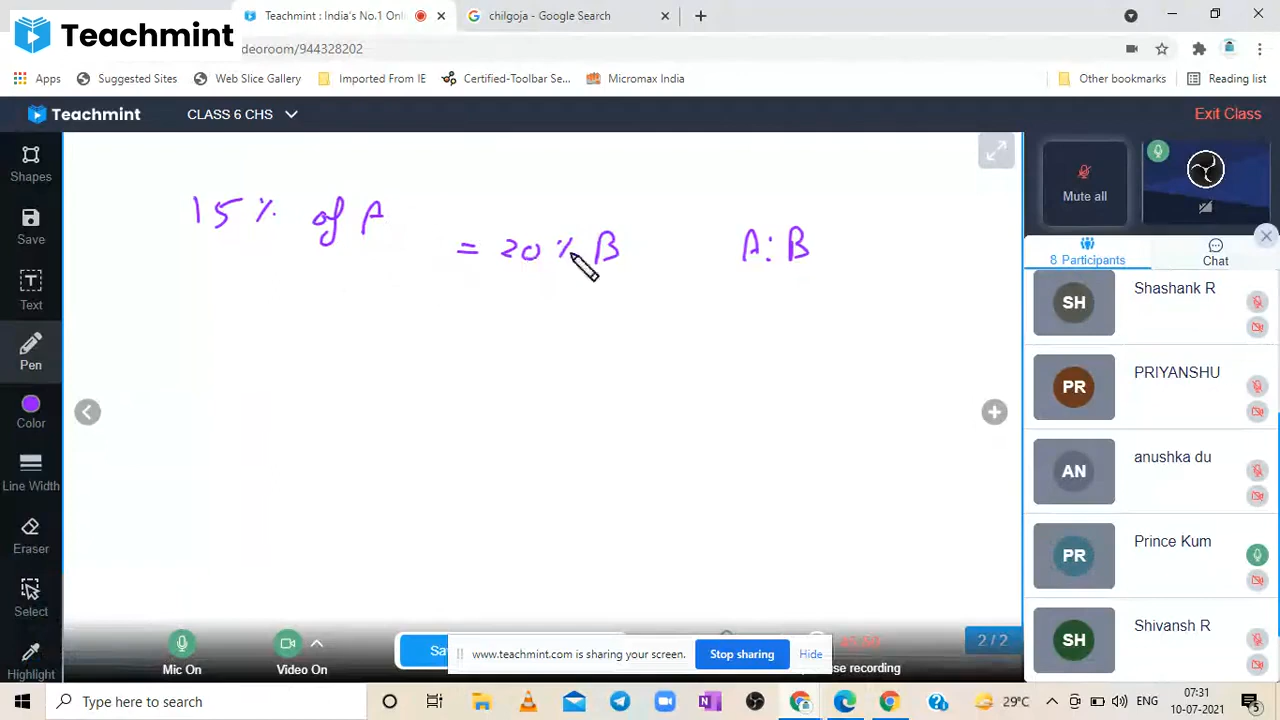 Teachmint : India's No.1 Onl
chilgoja - Google Search
Teachmint
deoroom/944328202
Apps
Suggested Sites
Web Slice Gallery
Imported From IE
Certified-Toolbar Se...
Micromax India
Other bookmarks
Reading list
Teachmint
CLASS 6 CHS
Exit Class
Shapes
Save
Text
Pen
Color
Line Width
Eraser
Select
Highlight
15% of A
= 20% B
A:B
Mute all
8 Participants
Chat
SH
Shashank R
PR
PRIYANSHU
AN
anushka du
PR
Prince Kum
SH
Shivansh R
2 / 2
Mic On
Video On
Sa
www.teachmint.com is sharing your screen.
Stop sharing
Hide
se recording
Type here to search
29°C
ENG
07:31
10-07-2021
5